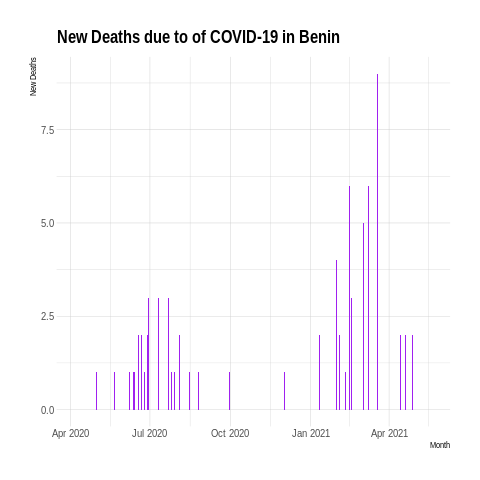 New Deaths due to of COVID-19 in Benin
New Deaths
7.5
5.0
2.5
0.0
Apr 2020 Jul 2020 Oct 2020 Jan 2021 Apr 2021
Month